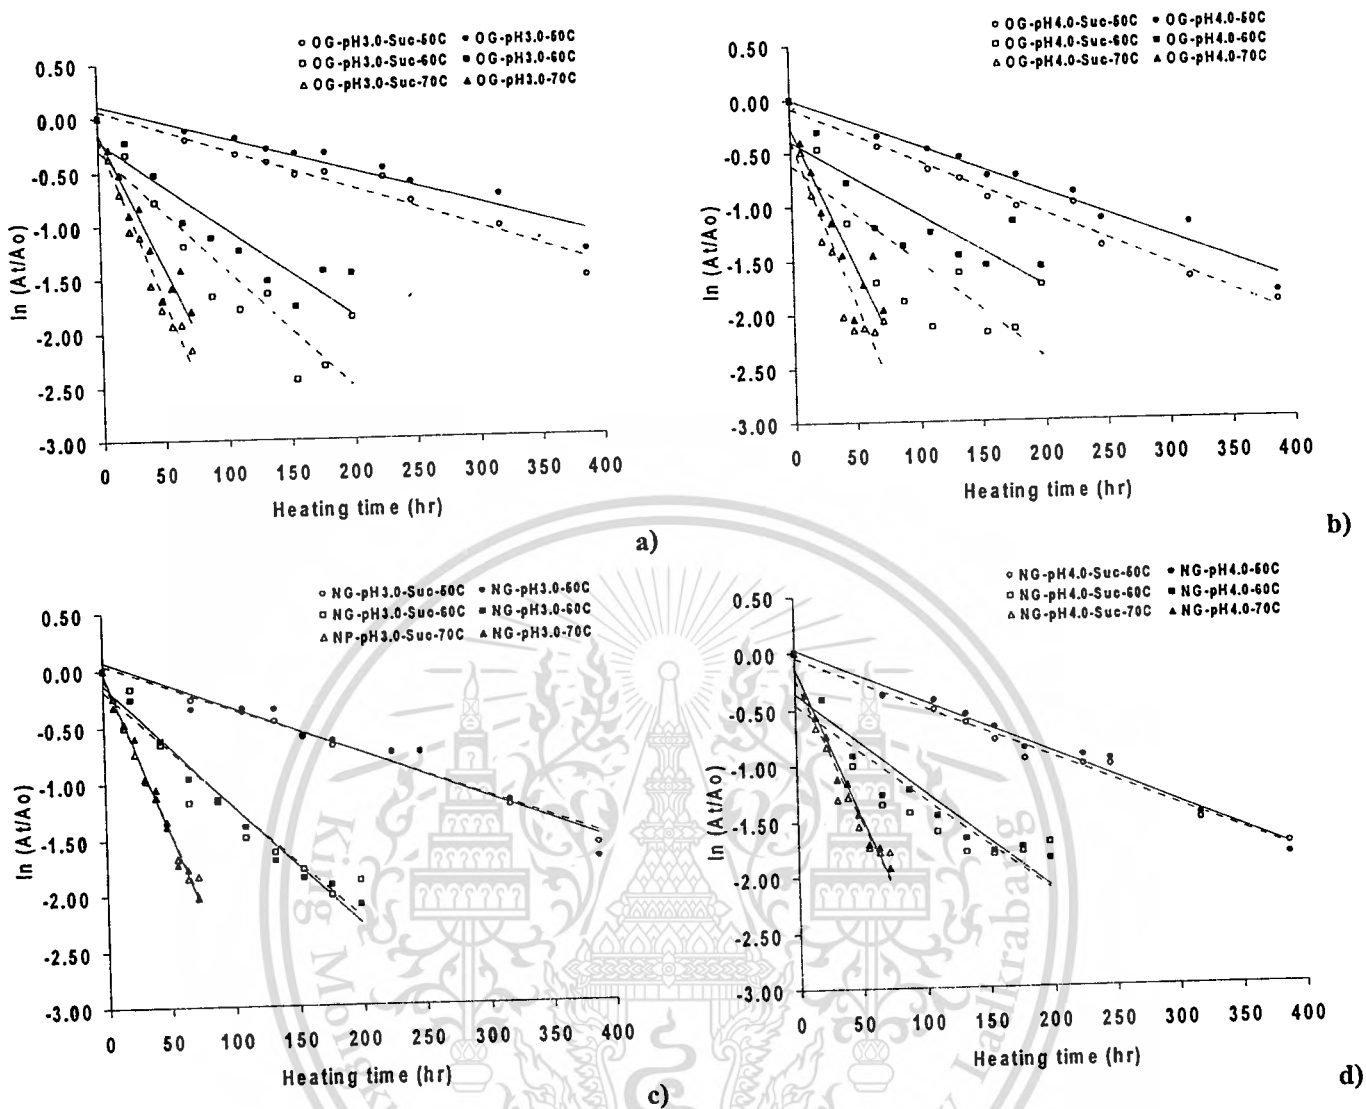 ○ OG-pH3.0-Suc-50C ● OG-pH3.0-50C
□ OG-pH3.0-Suc-60C ■ OG-pH3.0-60C
△ OG-pH3.0-Suc-70C ▲ OG-pH3.0-70C
0.50
0.00
-0.50
-1.00
-1.50
-2.00
-2.50
-3.00
ln (At/Ao)
0 50 100 150 200 250 300 350 400
Heating time (hr)
a)
○ OG-pH4.0-Suc-50C ● OG-pH4.0-50C
□ OG-pH4.0-Suc-60C ■ OG-pH4.0-60C
△ OG-pH4.0-Suc-70C ▲ OG-pH4.0-70C
0.50
0.00
-0.50
-1.00
-1.50
-2.00
-2.50
-3.00
ln (At/Ao)
0 50 100 150 200 250 300 350 400
Heating time (hr)
b)
○ NG-pH3.0-Suc-50C ● NG-pH3.0-50C
□ NG-pH3.0-Suc-60C ■ NG-pH3.0-60C
△ NP-pH3.0-Suc-70C ▲ NG-pH3.0-70C
0.50
0.00
-0.50
-1.00
-1.50
-2.00
-2.50
-3.00
ln (At/Ao)
0 50 100 150 200 250 300 350 400
Heating time (hr)
c)
○ NG-pH4.0-Suc-50C ● NG-pH4.0-50C
□ NG-pH4.0-Suc-60C ■ NG-pH4.0-60C
△ NG-pH4.0-Suc-70C ▲ NG-pH4.0-70C
0.50
0.00
-0.50
-1.00
-1.50
-2.00
-2.50
-3.00
ln (At/Ao)
0 50 100 150 200 250 300 350 400
Heating time (hr)
d)
King